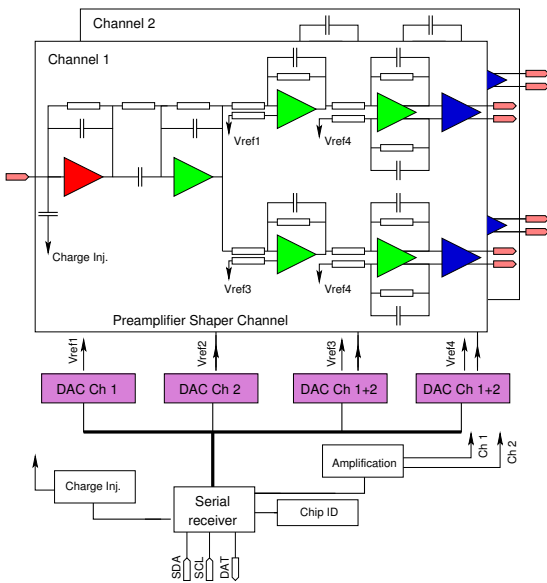 Channel 2
Channel 1
Vref1
Vref4
Charge Inj.
Vref3
Vref4
Preamplifier Shaper Channel
Vref1
Vref2
Vref3
Vref4
DAC Ch 1
DAC Ch 2
DAC Ch 1+2
DAC Ch 1+2
Ch 1
Ch 2
Amplification
Charge Inj.
Serial
receiver
Chip ID
SDA
SCL
DAT